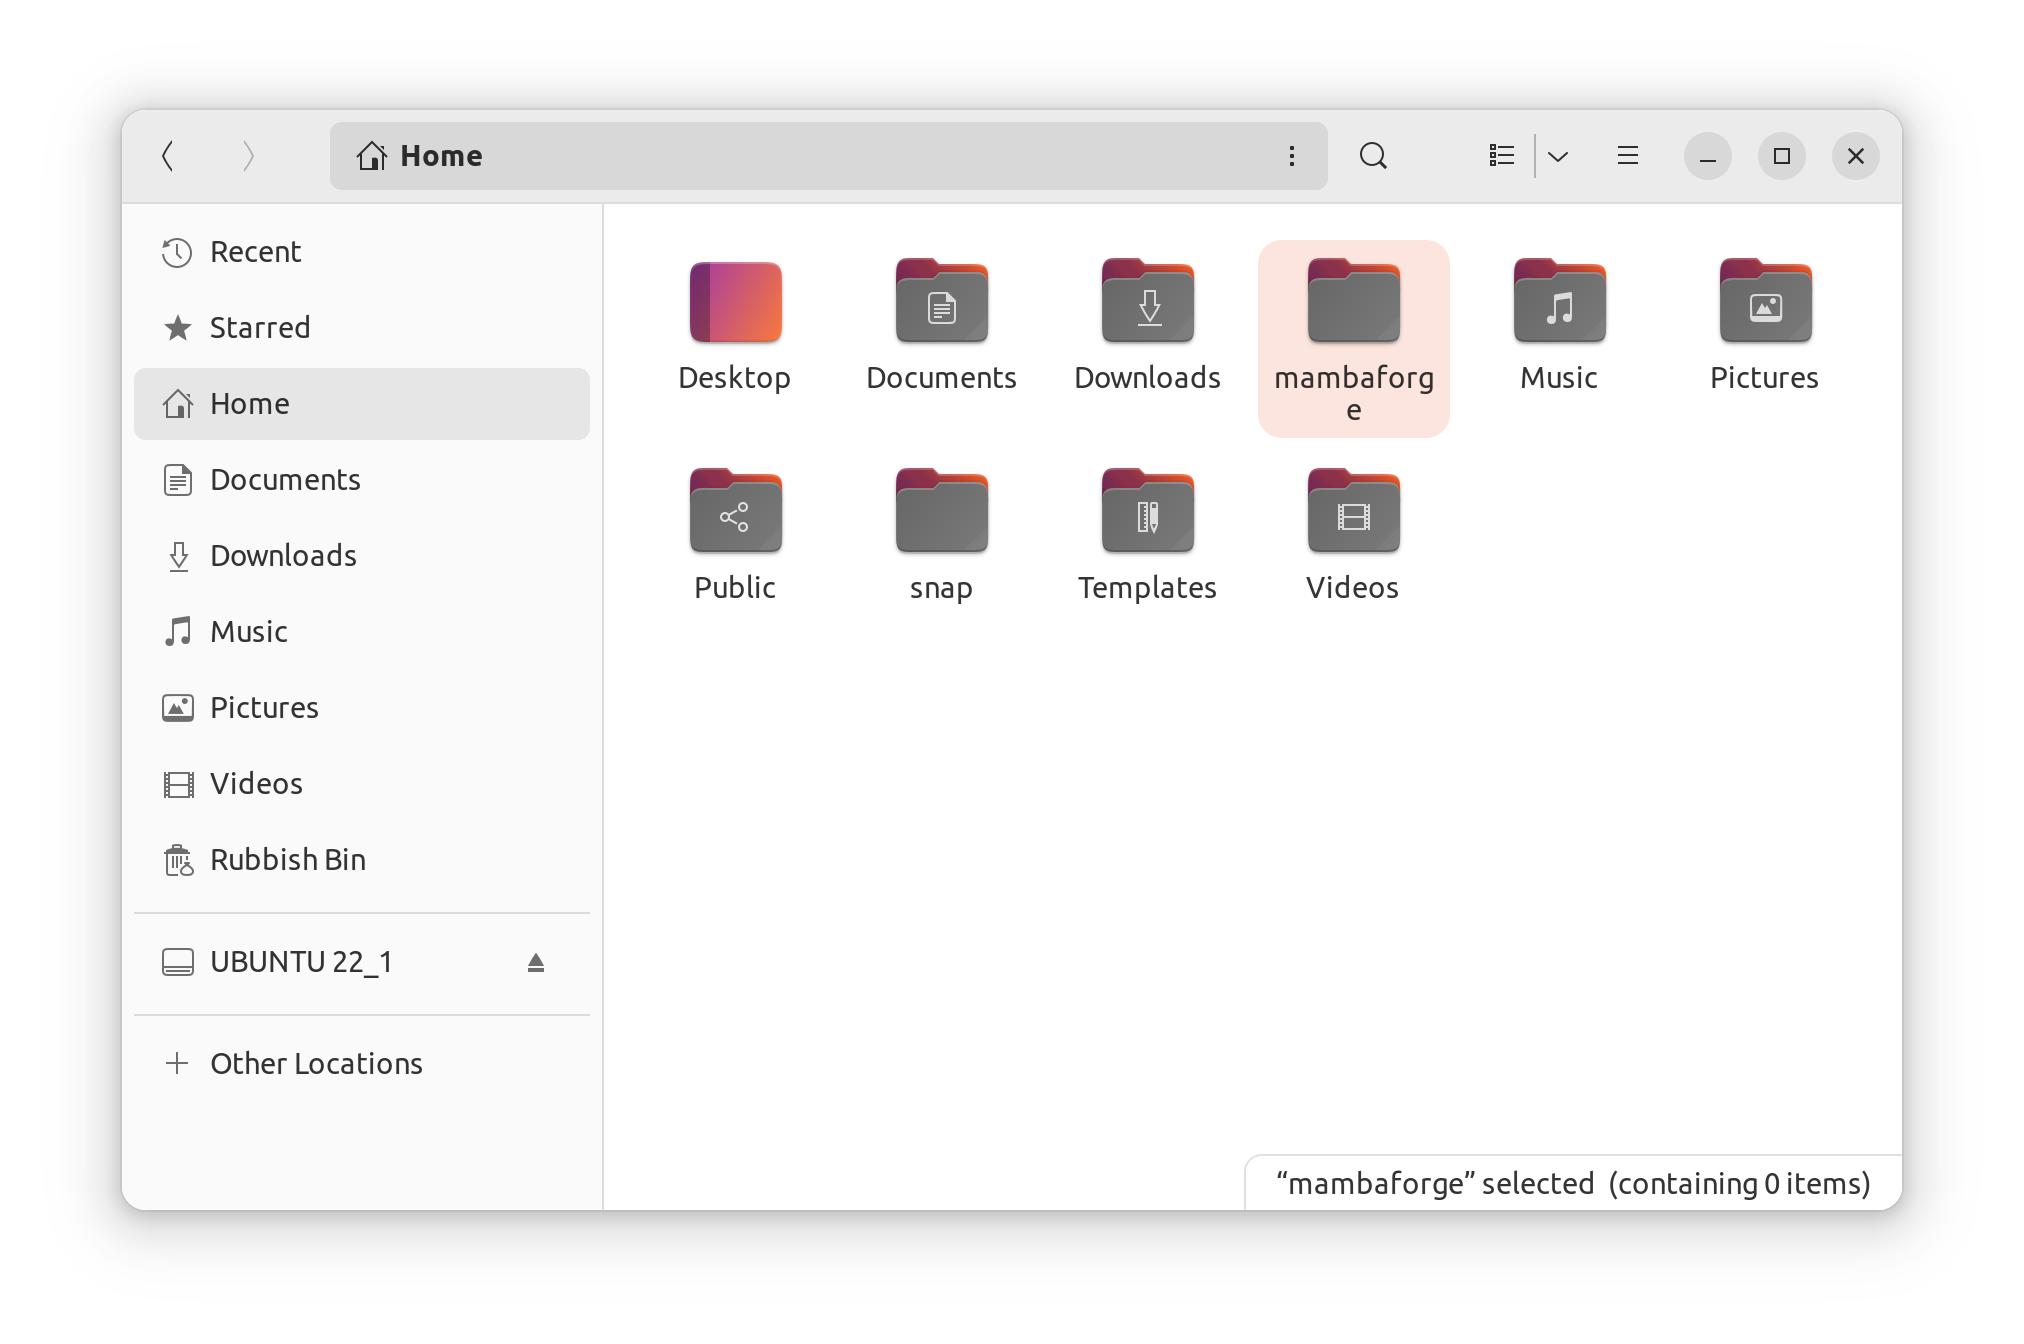 Home
Recent
Starred
Home
Documents
Downloads
Music
Pictures
Videos
Rubbish Bin
UBUNTU 22_1
Other Locations
Desktop
Documents
Downloads
mambaforg
e
Music
Pictures
Public
snap
Templates
Videos
“mambaforge” selected (containing 0 items)